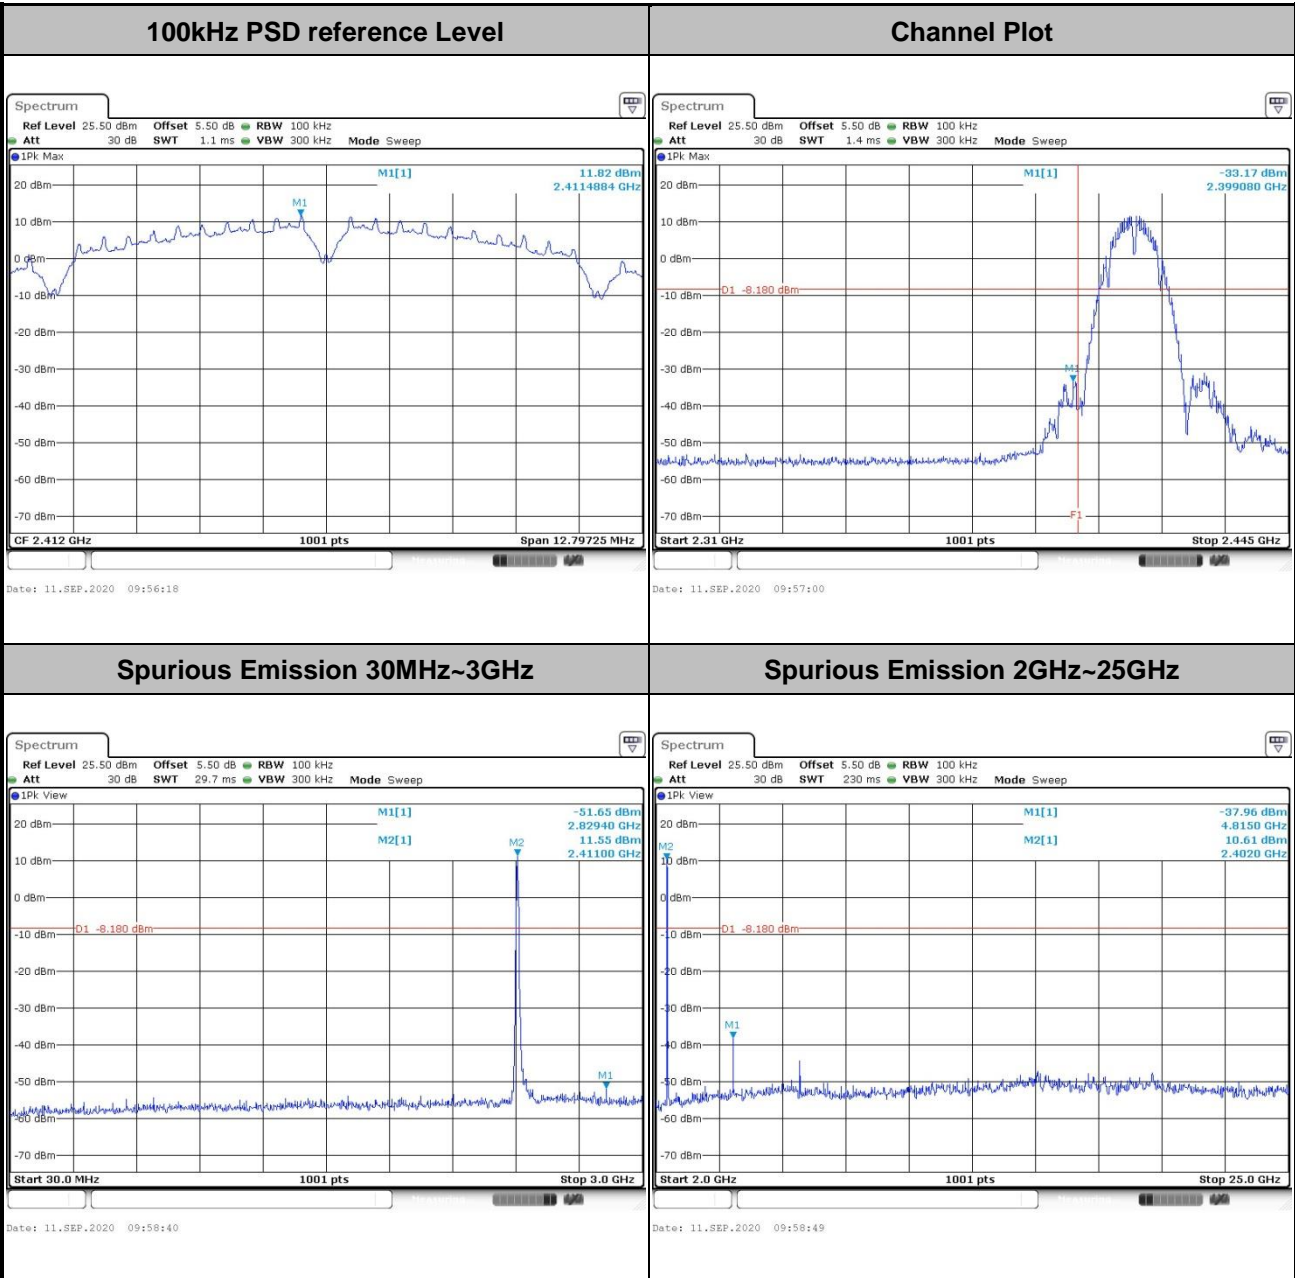 100kHz PSD reference Level
Channel Plot
Spectrum
Ref Level 25.50 dBm Offset 5.50 dB RBW 100 kHz
Att 30 dB SWT 1.1 ms VBW 300 kHz Mode Sweep
1Pk Max
M1[1] 11.82 dBm
2.4114884 GHz
M1
20 dBm
10 dBm
0 dBm
-10 dBm
-20 dBm
-30 dBm
-40 dBm
-50 dBm
-60 dBm
-70 dBm
CF 2.412 GHz 1001 pts Span 12.79725 MHz
Date: 11.SEP.2020 09:56:18
Spectrum
Ref Level 25.50 dBm Offset 5.50 dB RBW 100 kHz
Att 30 dB SWT 1.4 ms VBW 300 kHz Mode Sweep
1Pk Max
M1[1] -33.17 dBm
2.399080 GHz
20 dBm
10 dBm
0 dBm
D1 -8.180 dBm
-10 dBm
-20 dBm
-30 dBm
M1
-40 dBm
-50 dBm
-60 dBm
-70 dBm
F1
Start 2.31 GHz 1001 pts Stop 2.445 GHz
Date: 11.SEP.2020 09:57:00
Spurious Emission 30MHz~3GHz
Spurious Emission 2GHz~25GHz
Spectrum
Ref Level 25.50 dBm Offset 5.50 dB RBW 100 kHz
Att 30 dB SWT 29.7 ms VBW 300 kHz Mode Sweep
1Pk View
M1[1] -51.65 dBm
2.82940 GHz
M2[1] 11.55 dBm
2.41100 GHz
M2
20 dBm
10 dBm
0 dBm
D1 -8.180 dBm
-10 dBm
-20 dBm
-30 dBm
-40 dBm
-50 dBm
M1
-60 dBm
-70 dBm
Start 30.0 MHz 1001 pts Stop 3.0 GHz
Date: 11.SEP.2020 09:58:40
Spectrum
Ref Level 25.50 dBm Offset 5.50 dB RBW 100 kHz
Att 30 dB SWT 230 ms VBW 300 kHz Mode Sweep
1Pk View
M1[1] -37.96 dBm
4.8150 GHz
M2[1] 10.61 dBm
2.4020 GHz
20 dBm
M2
10 dBm
0 dBm
D1 -8.180 dBm
-10 dBm
-20 dBm
-30 dBm
M1
-40 dBm
-50 dBm
-60 dBm
-70 dBm
Start 2.0 GHz 1001 pts Stop 25.0 GHz
Date: 11.SEP.2020 09:58:49